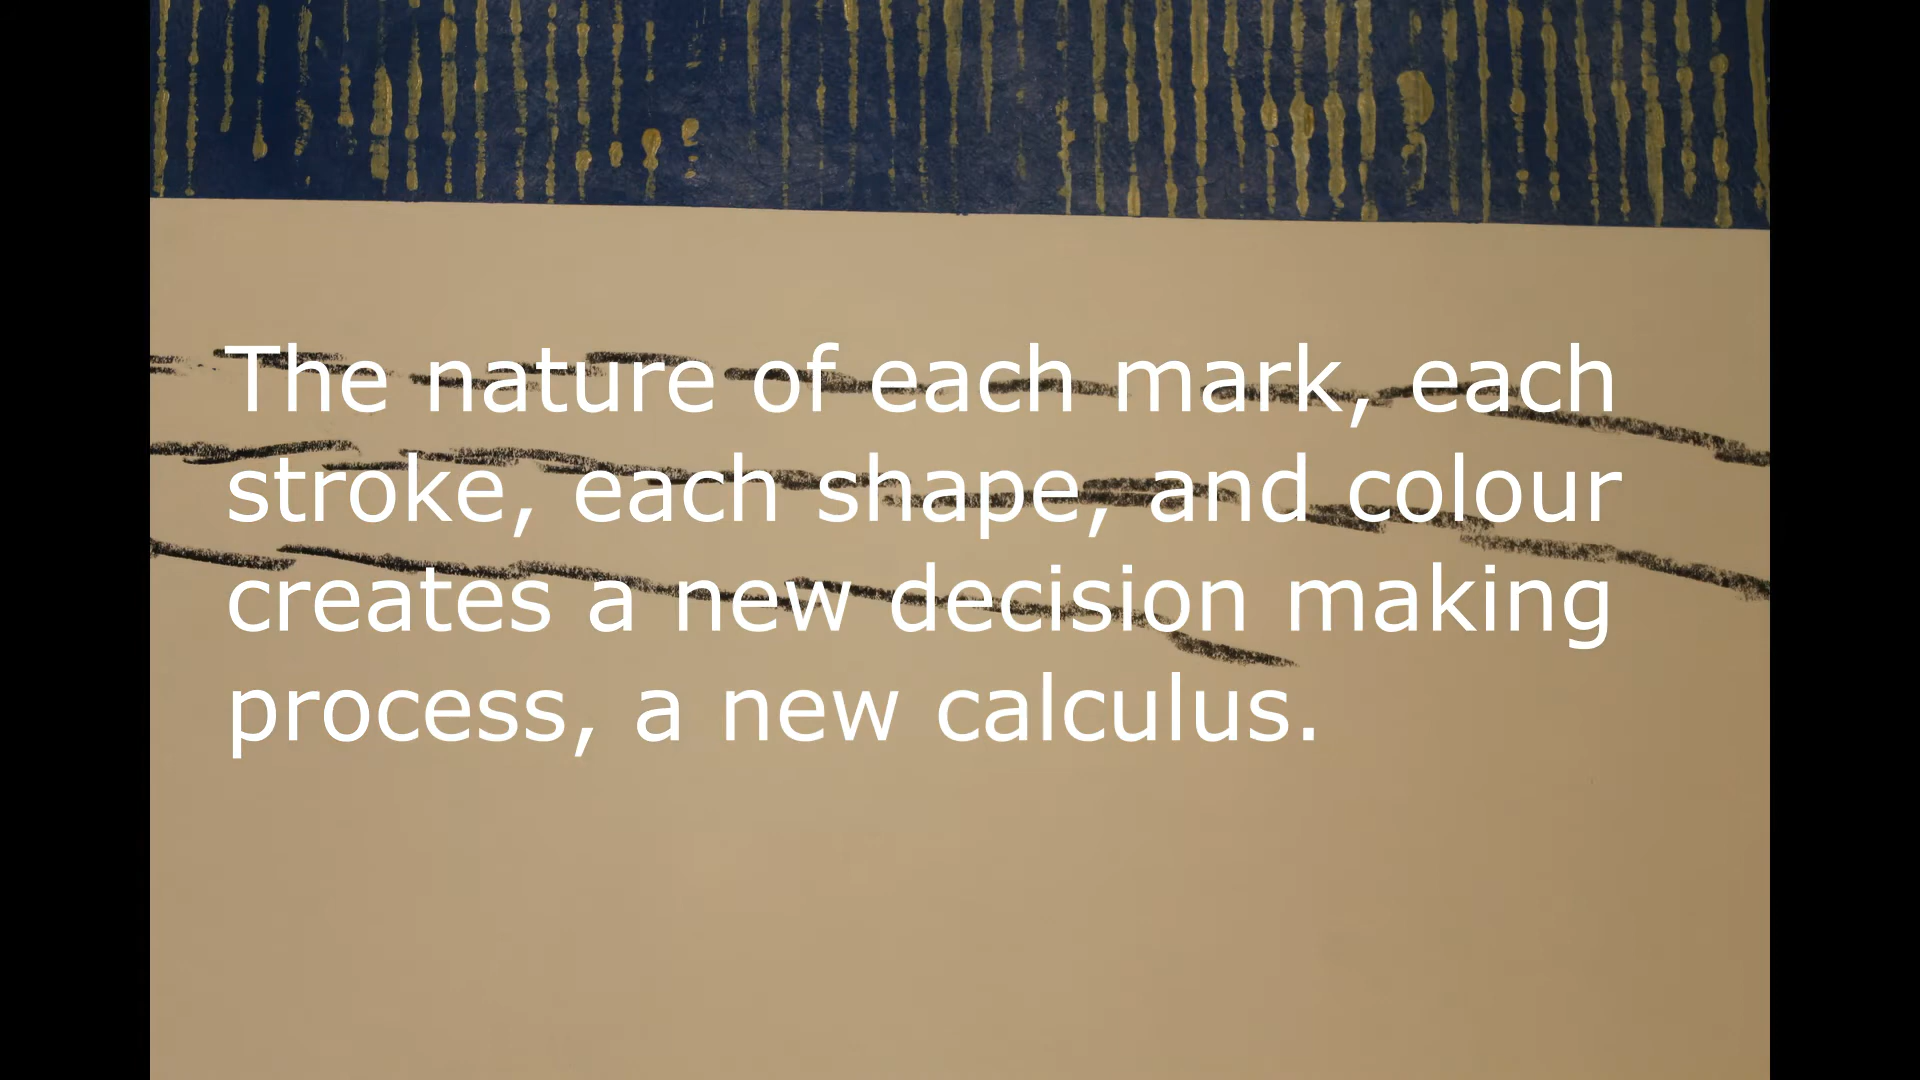 The nature of each mark, each
stroke, each shape, and colour
creates a new decision making
process, a new calculus.